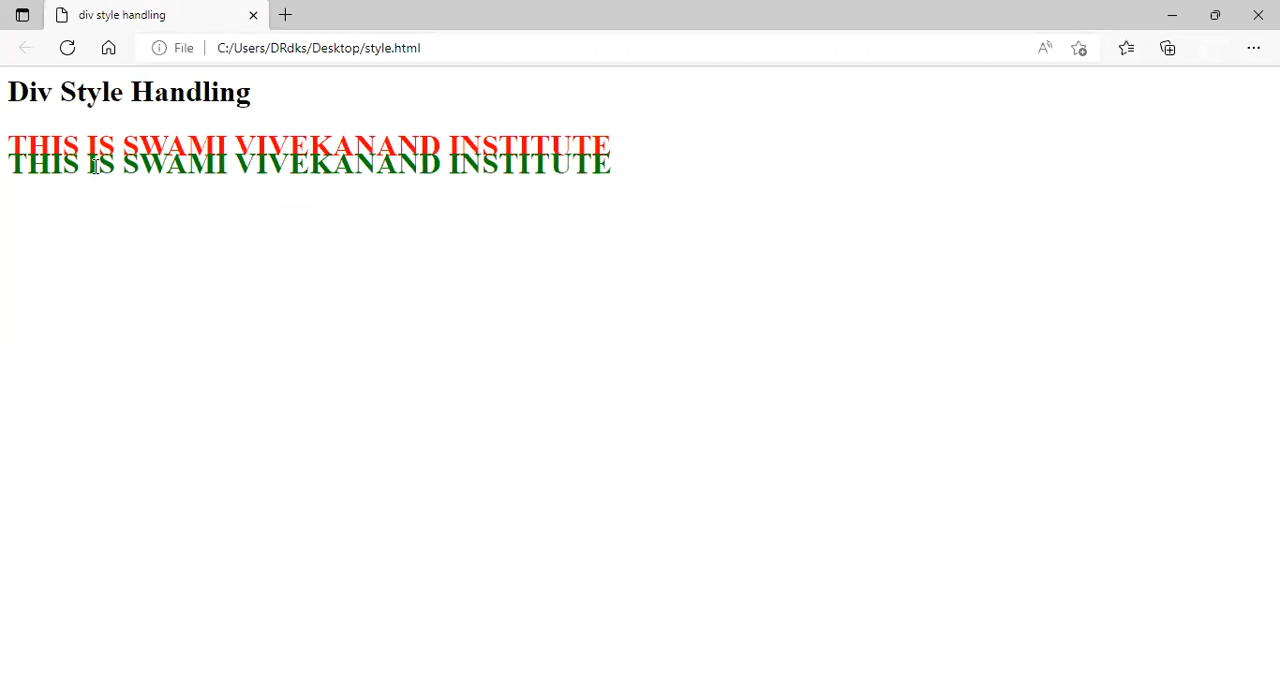 div style handling
File
C:/Users/DRdks/Desktop/style.html
Div Style Handling
THIS IS SWAMI VIVEKANAND INSTITUTE
THIS IS SWAMI VIVEKANAND INSTITUTE